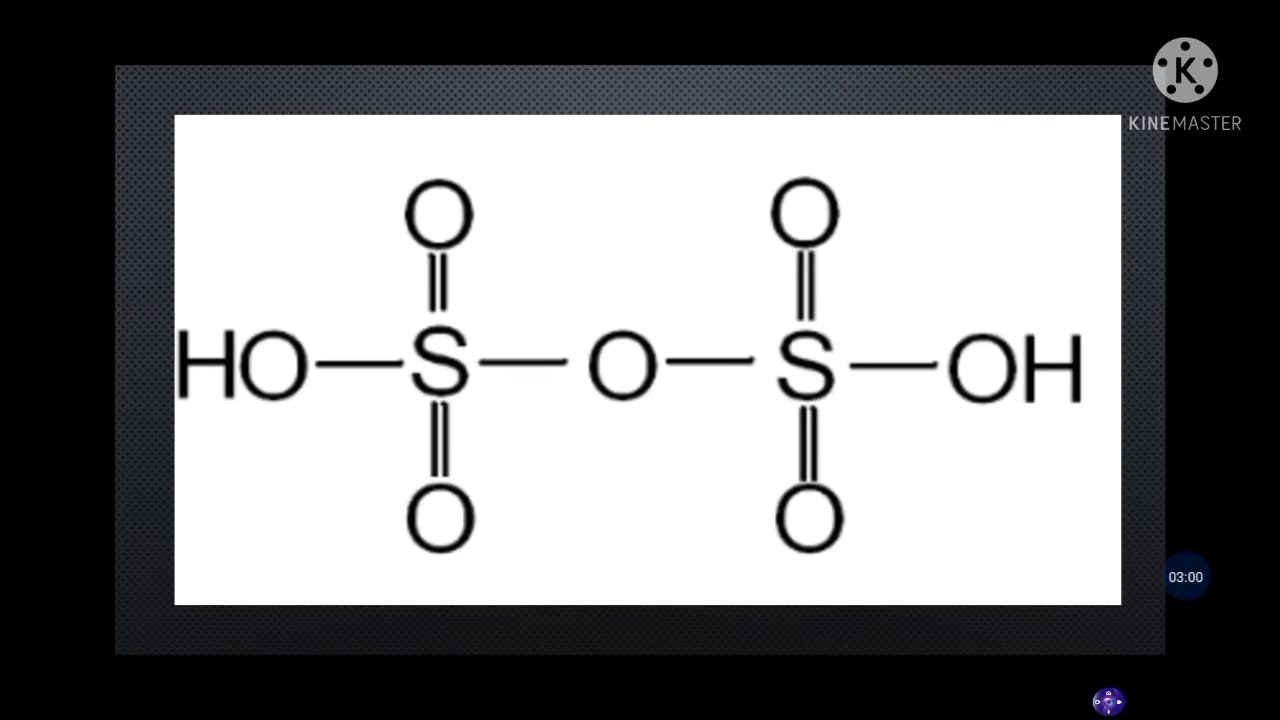 K
KINEMASTER
O O
HO S O S OH
O O
03:00